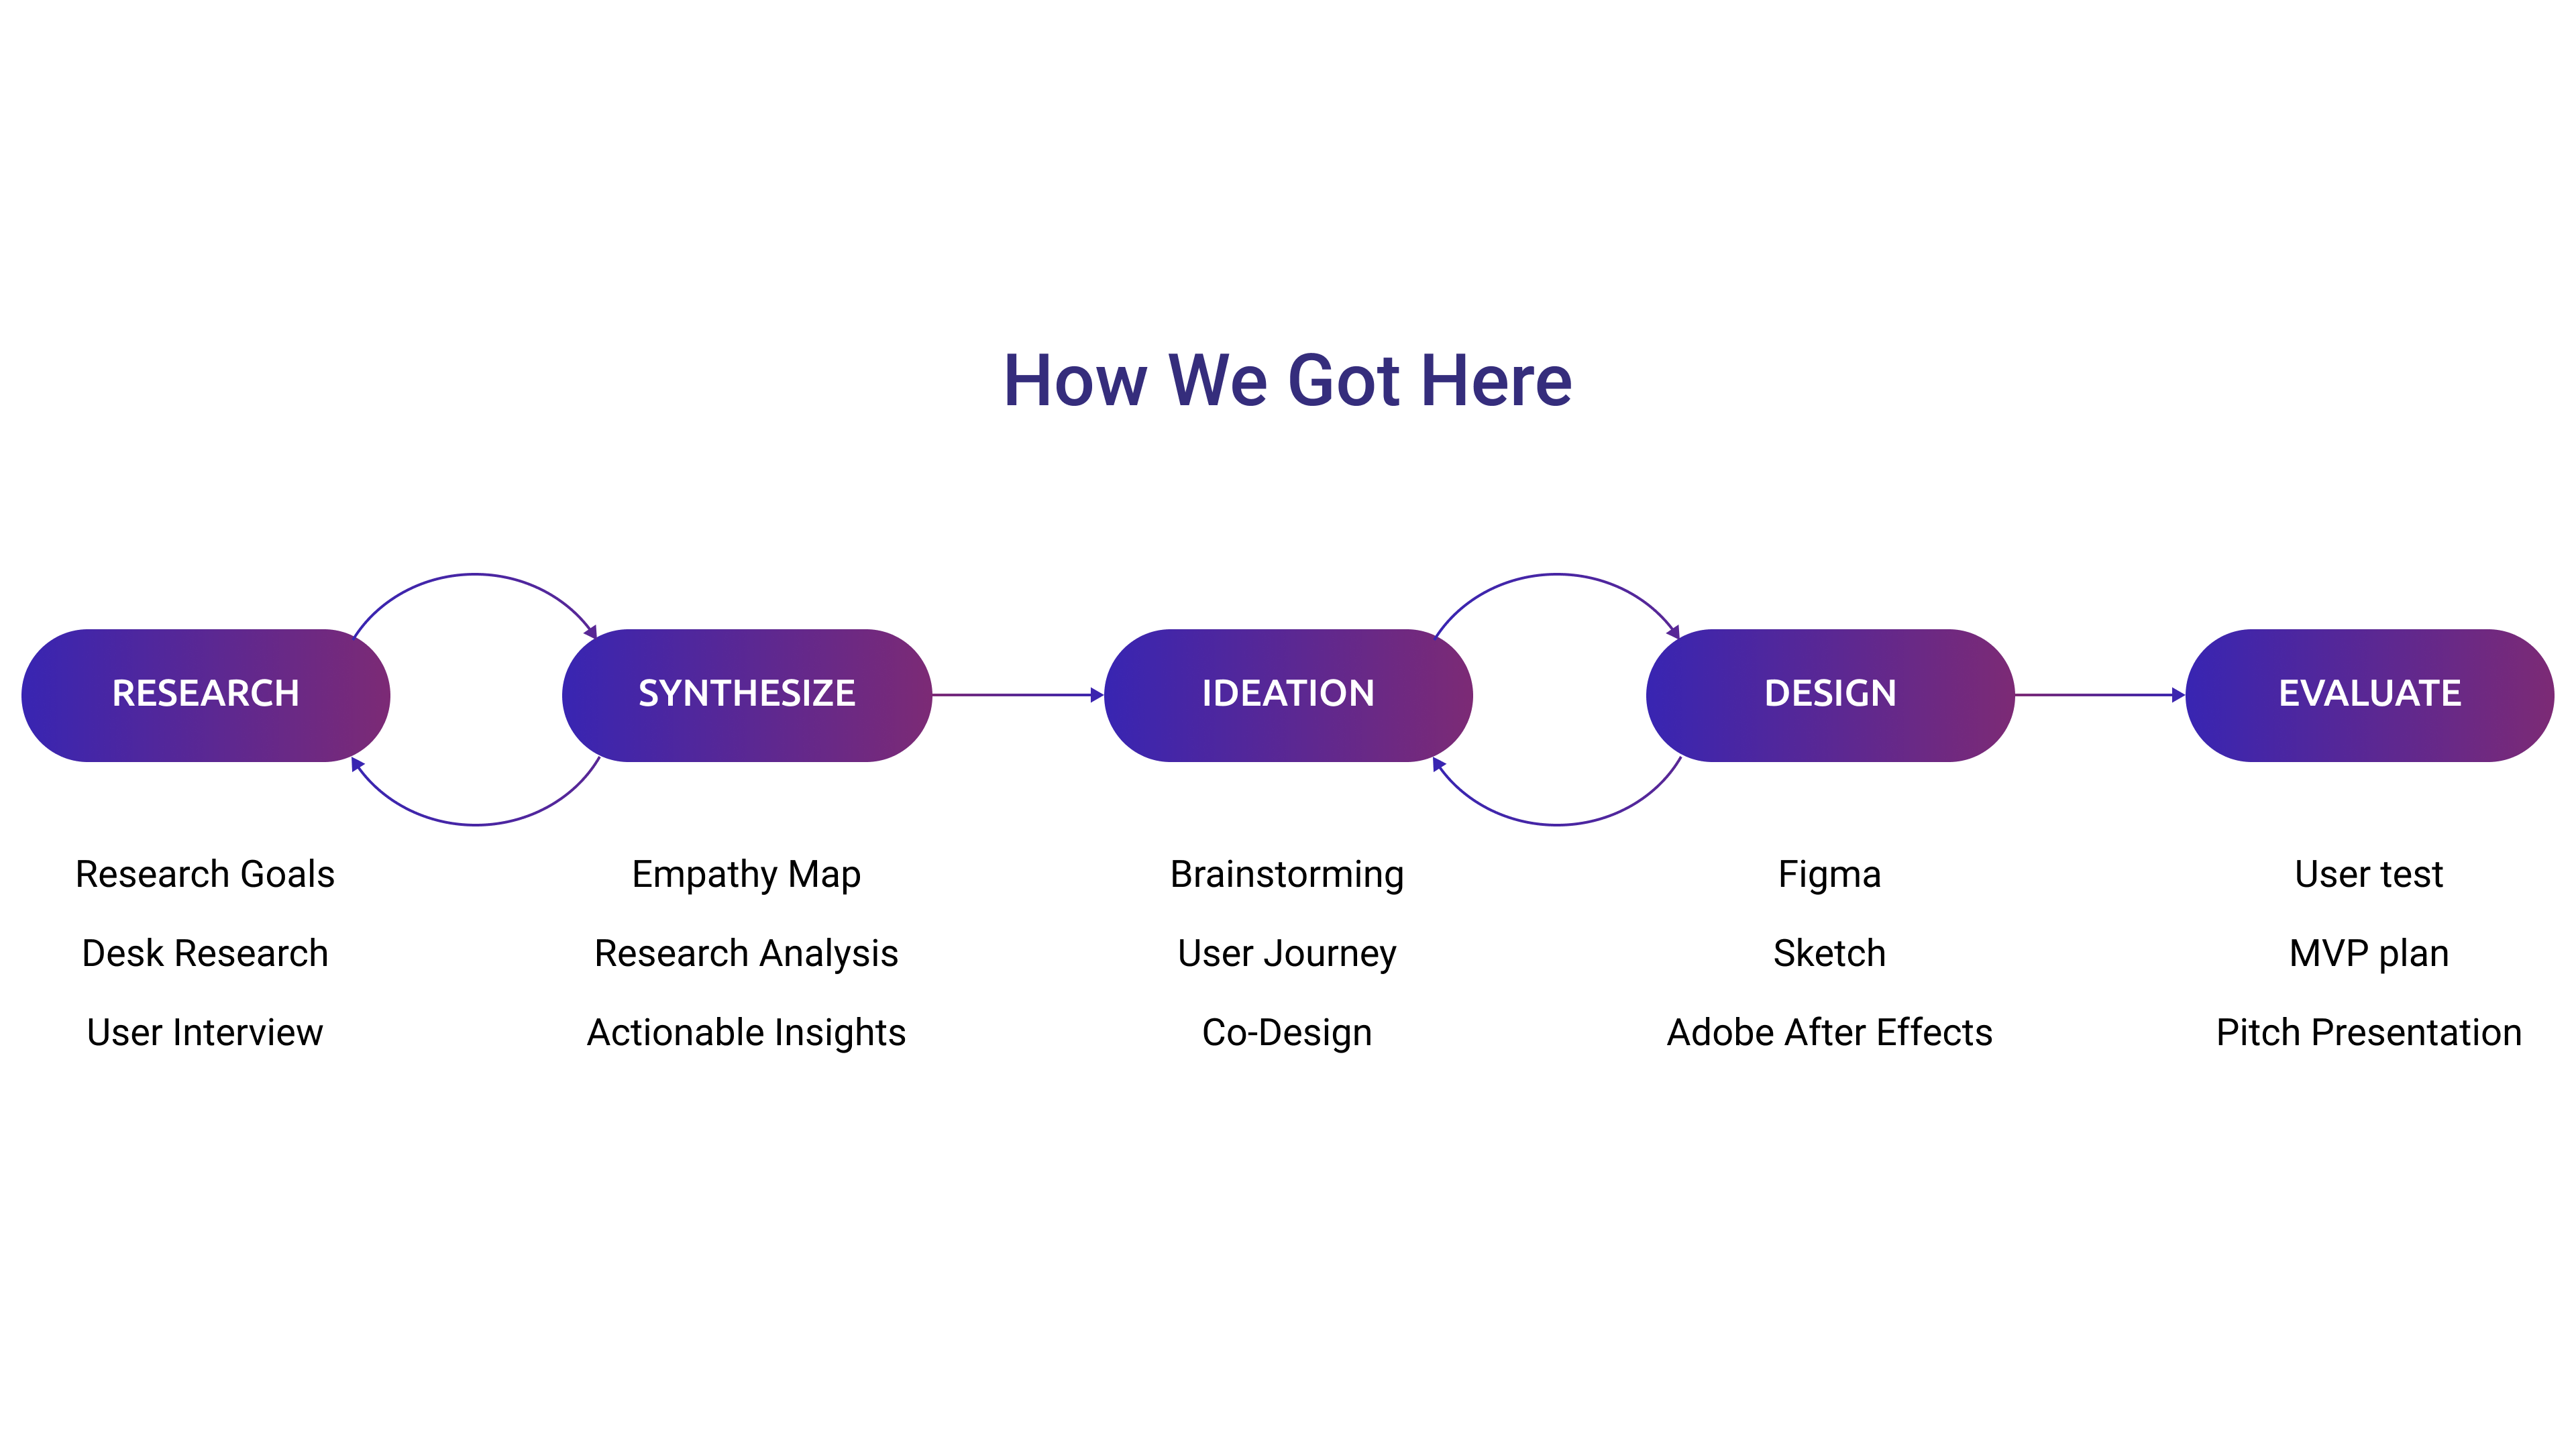 How We Got Here
RESEARCH
SYNTHESIZE
IDEATION
DESIGN
EVALUATE
Research Goals
Desk Research
User Interview
Empathy Map
Research Analysis
Actionable Insights
Brainstorming
User Journey
Co-Design
Figma
Sketch
Adobe After Effects
User test
MVP plan
Pitch Presentation